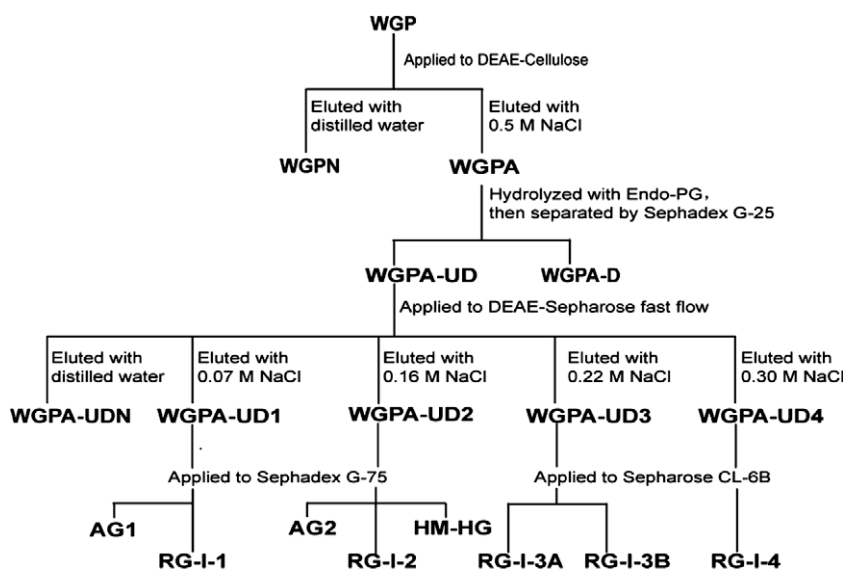 WGP
Applied to DEAE-Cellulose
Eluted with
distilled water
Eluted with
0.5 M NaCl
WGPN
WGPA
Hydrolyzed with Endo-PG,
then separated by Sephadex G-25
WGPA-UD
WGPA-D
Applied to DEAE-Sepharose fast flow
Eluted with
distilled water
Eluted with
0.07 M NaCl
Eluted with
0.16 M NaCl
Eluted with
0.22 M NaCl
Eluted with
0.30 M NaCl
WGPA-UDN
WGPA-UD1
WGPA-UD2
WGPA-UD3
WGPA-UD4
Applied to Sephadex G-75
Applied to Sepharose CL-6B
AG1
RG-I-1
AG2
HM-HG
RG-I-2
RG-I-3A
RG-I-3B
RG-I-4